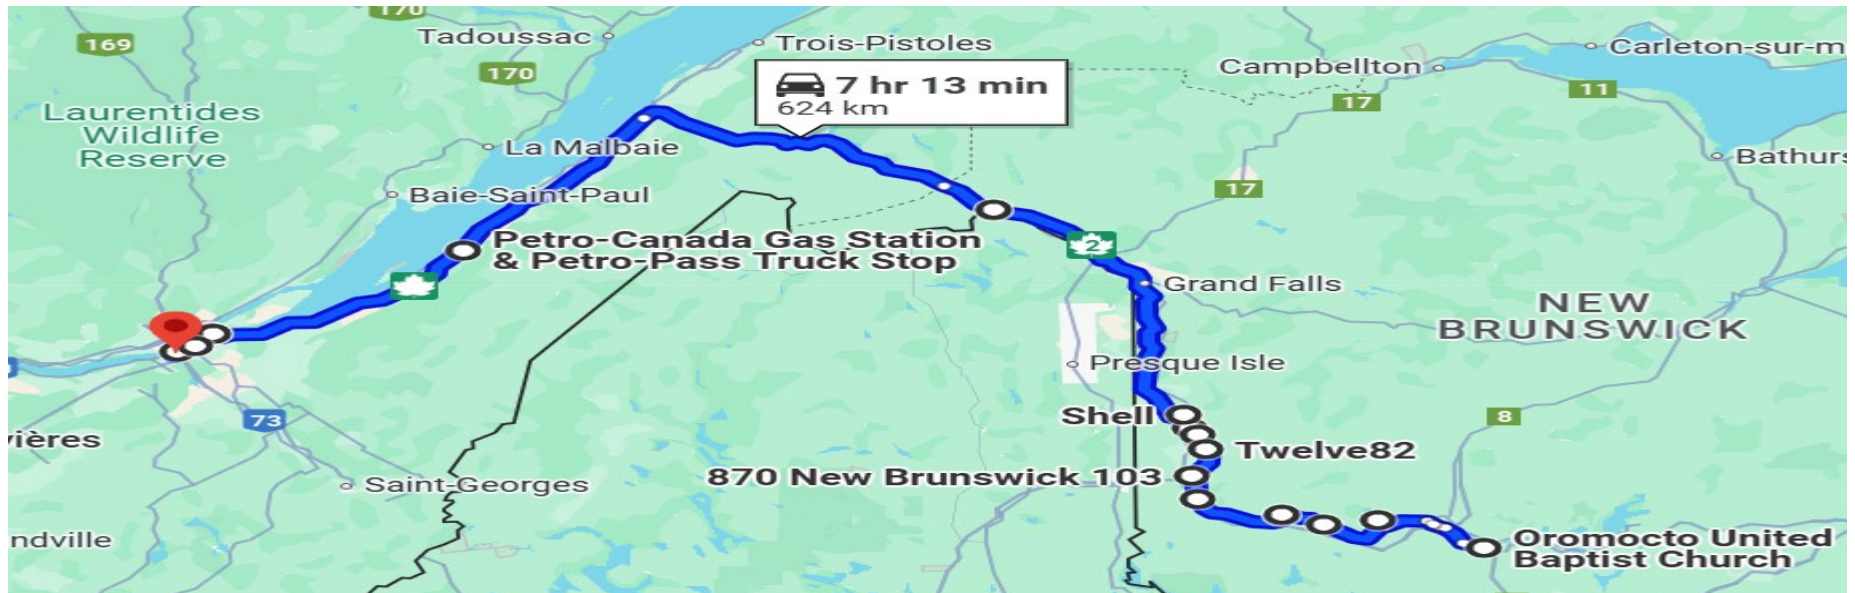 170
169
Tadoussac
Trois-Pistoles
Carleton-sur-m
170
Campbellton
7 hr 13 min
624 km
11
17
Laurentides
Wildlife
Reserve
La Malbaie
Bathurs
17
Baie-Saint-Paul
Petro-Canada Gas Station
& Petro-Pass Truck Stop
2
Grand Falls
NEW
BRUNSWICK
Presque Isle
73
Shell
8
ières
Twelve82
870 New Brunswick 103
Saint-Georges
ndville
Oromocto United
Baptist Church